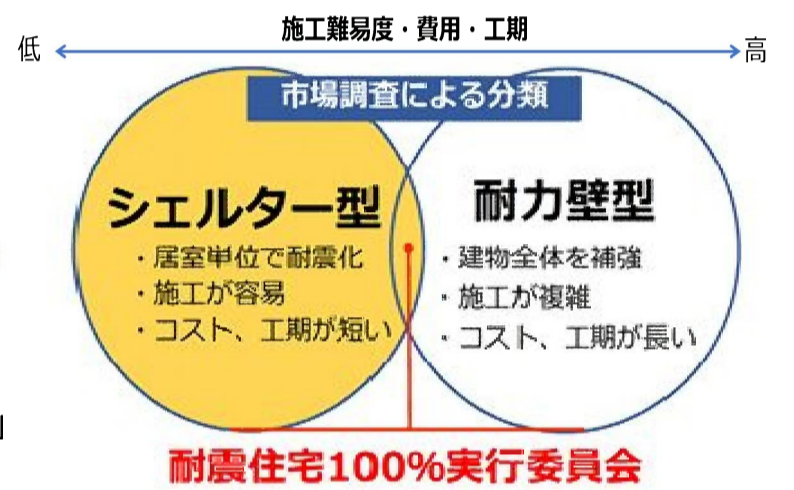 施工難易度・費用・工期
低
高
市場調査による分類
シェルター型
・居室単位で耐震化
・施工が容易
・コスト、工期が短い
耐力壁型
・建物全体を補強
・施工が複雑
・コスト、工期が長い
耐震住宅100%実行委員会